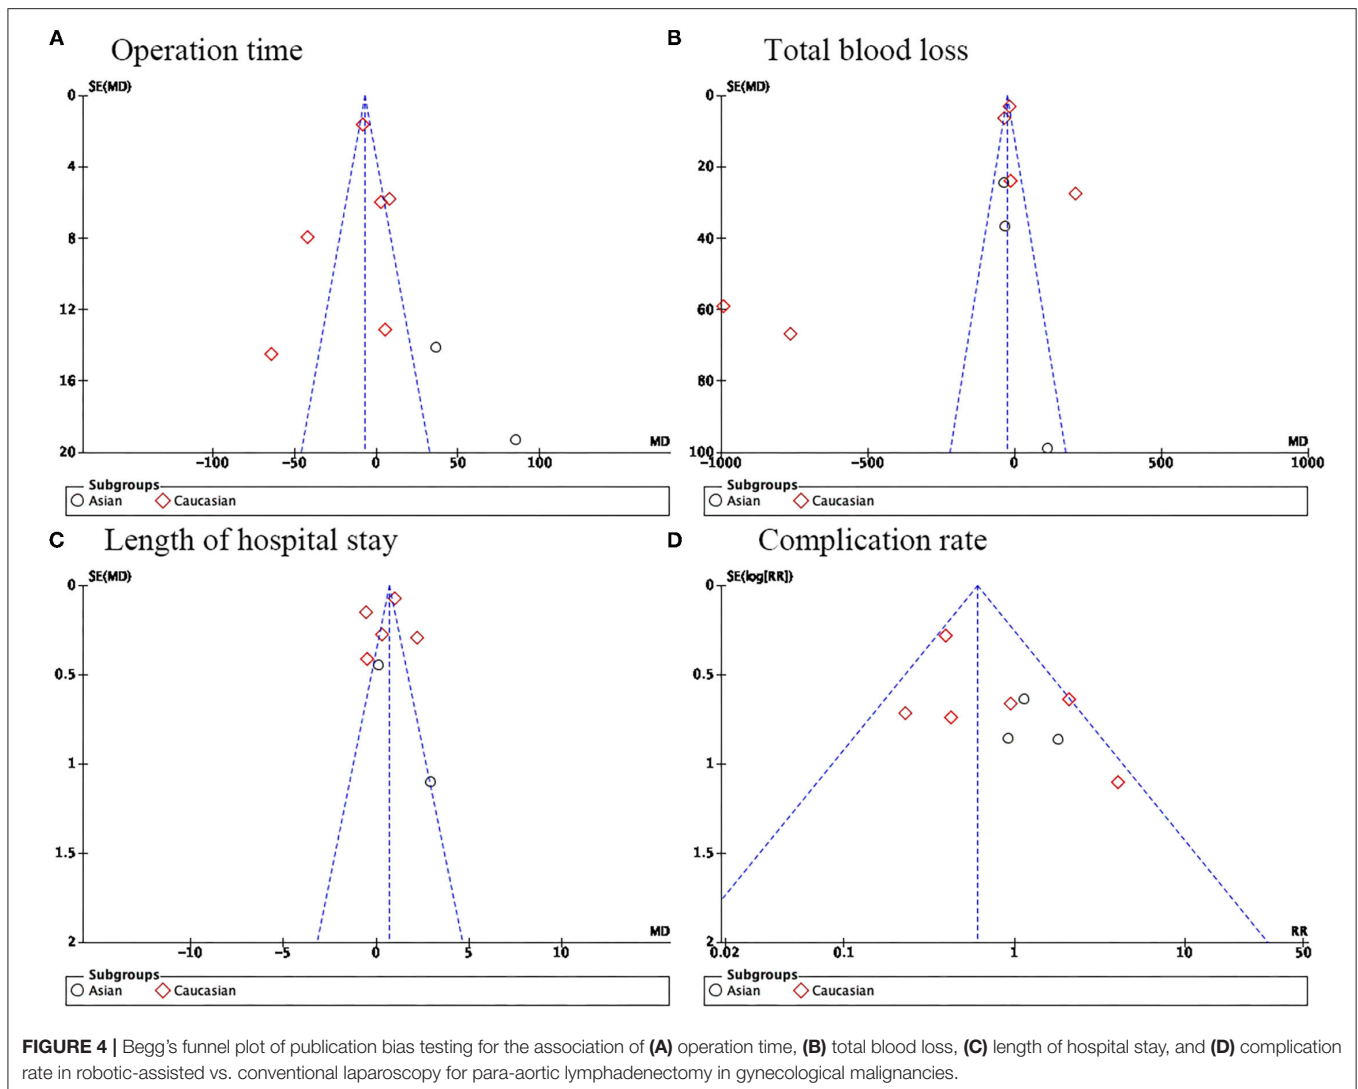 A Operation time
SE(MD)
0
4
8
12
16
20
-100 -50 0 50 100
MD
Subgroups
Asian Caucasian
B Total blood loss
SE(MD)
0
20
40
60
80
100
-1000 -500 0 500 1000
MD
Subgroups
Asian Caucasian
C Length of hospital stay
SE(MD)
0
0.5
1
1.5
2
-10 -5 0 5 10
MD
Subgroups
Asian Caucasian
D Complication rate
SE(log[RR])
0
0.5
1
1.5
2
0.02 0.1 1 10 50
RR
Subgroups
Asian Caucasian
FIGURE 4 | Begg's funnel plot of publication bias testing for the association of (A) operation time, (B) total blood loss, (C) length of hospital stay, and (D) complication
rate in robotic-assisted vs. conventional laparoscopy for para-aortic lymphadenectomy in gynecological malignancies.